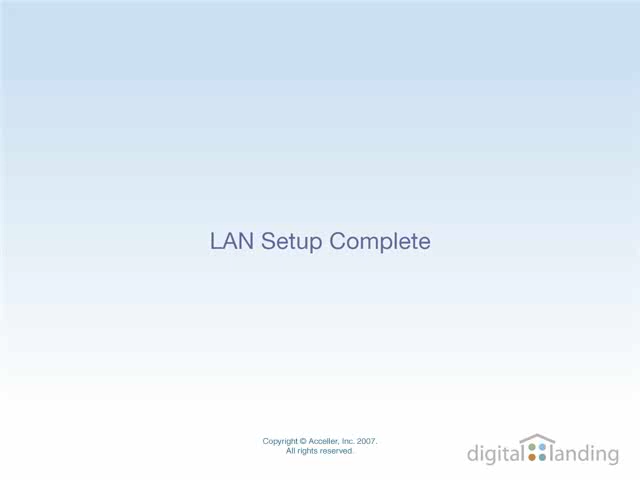 LAN Setup Complete
Copyright © Acceller, Inc. 2007.
All rights reserved.
digital landing